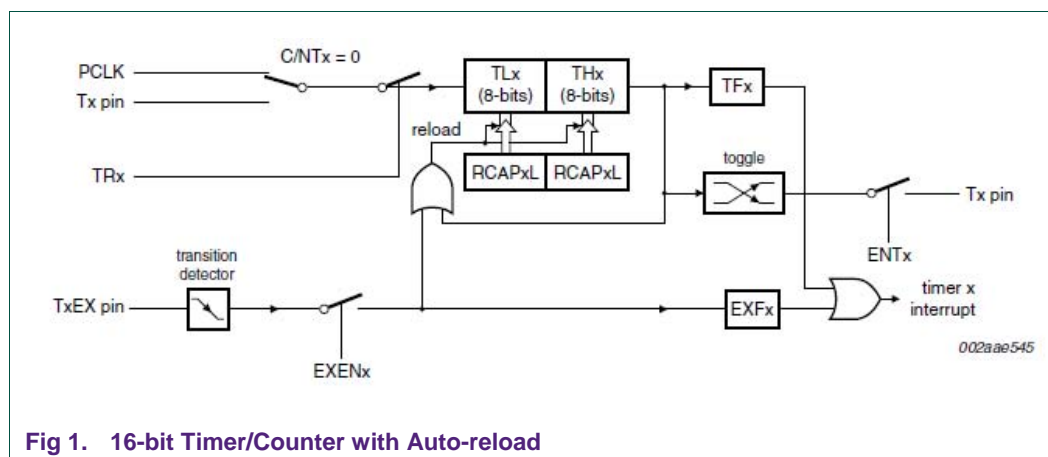 C/NTx = 0
PCLK
Tx pin
TRx
TLx
(8-bits)
THx
(8-bits)
TFx
reload
RCAPxL
RCAPxL
toggle
Tx pin
ENTx
transition
detector
TxEX pin
EXENx
EXFx
timer x
interrupt
002aae545
Fig 1. 16-bit Timer/Counter with Auto-reload